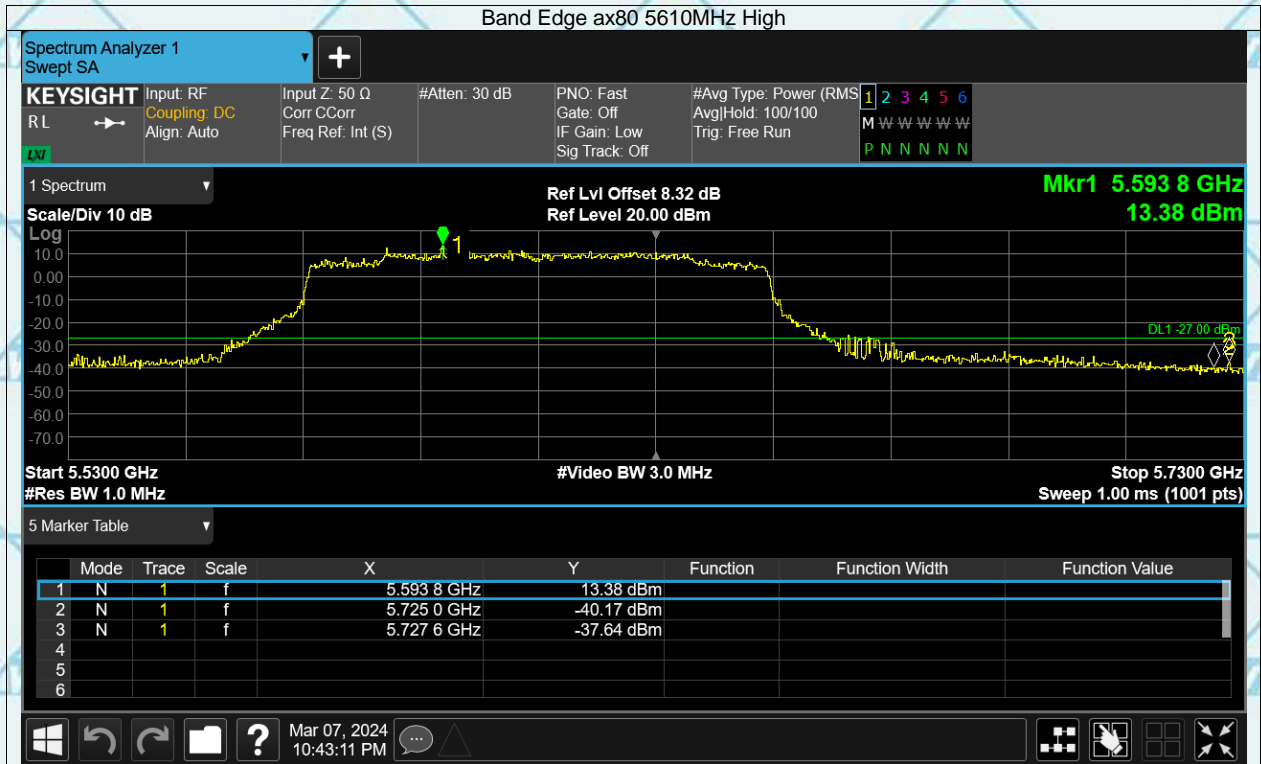 Band Edge ax80 5610MHz High
Spectrum Analyzer 1
Swept SA
KEYSIGHT
RL
LXI
Input: RF
Coupling: DC
Align: Auto
Input Z: 50 Ω
Corr CCorr
Freq Ref: Int (S)
#Atten: 30 dB
PNO: Fast
Gate: Off
IF Gain: Low
Sig Track: Off
#Avg Type: Power (RMS
Avg|Hold: 100/100
Trig: Free Run
1 2 3 4 5 6
M W W W W W
P N N N N N
1 Spectrum
Scale/Div 10 dB
Ref Lvl Offset 8.32 dB
Ref Level 20.00 dBm
Mkr1 5.593 8 GHz
13.38 dBm
Log
10.0
0.00
-10.0
-20.0
-30.0
-40.0
-50.0
-60.0
-70.0
1
DL1 -27.00 dBm
Start 5.5300 GHz
#Video BW 3.0 MHz
Stop 5.7300 GHz
#Res BW 1.0 MHz
Sweep 1.00 ms (1001 pts)
5 Marker Table
Mode Trace Scale X Y Function Function Width Function Value
1 N 1 f 5.593 8 GHz 13.38 dBm
2 N 1 f 5.725 0 GHz -40.17 dBm
3 N 1 f 5.727 6 GHz -37.64 dBm
4
5
6
?
Mar 07, 2024
10:43:11 PM